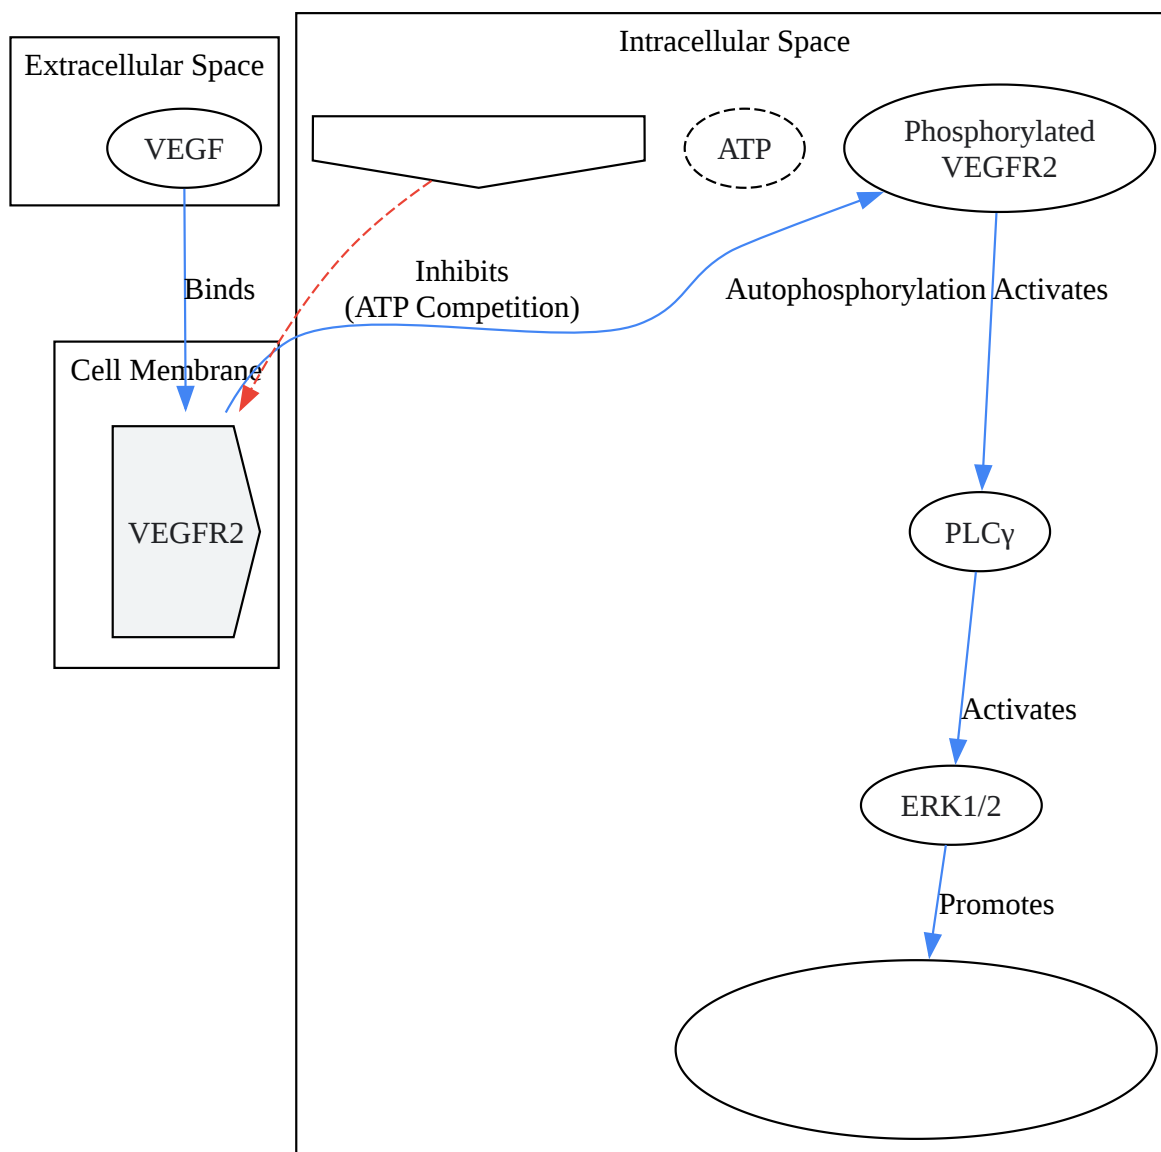 Intracellular Space
Extracellular Space
VEGF
ATP
Phosphorylated
VEGFR2
Binds
Inhibits
(ATP Competition)
Autophosphorylation
Activates
Cell Membrane
VEGFR2
PLCγ
Activates
ERK1/2
Promotes